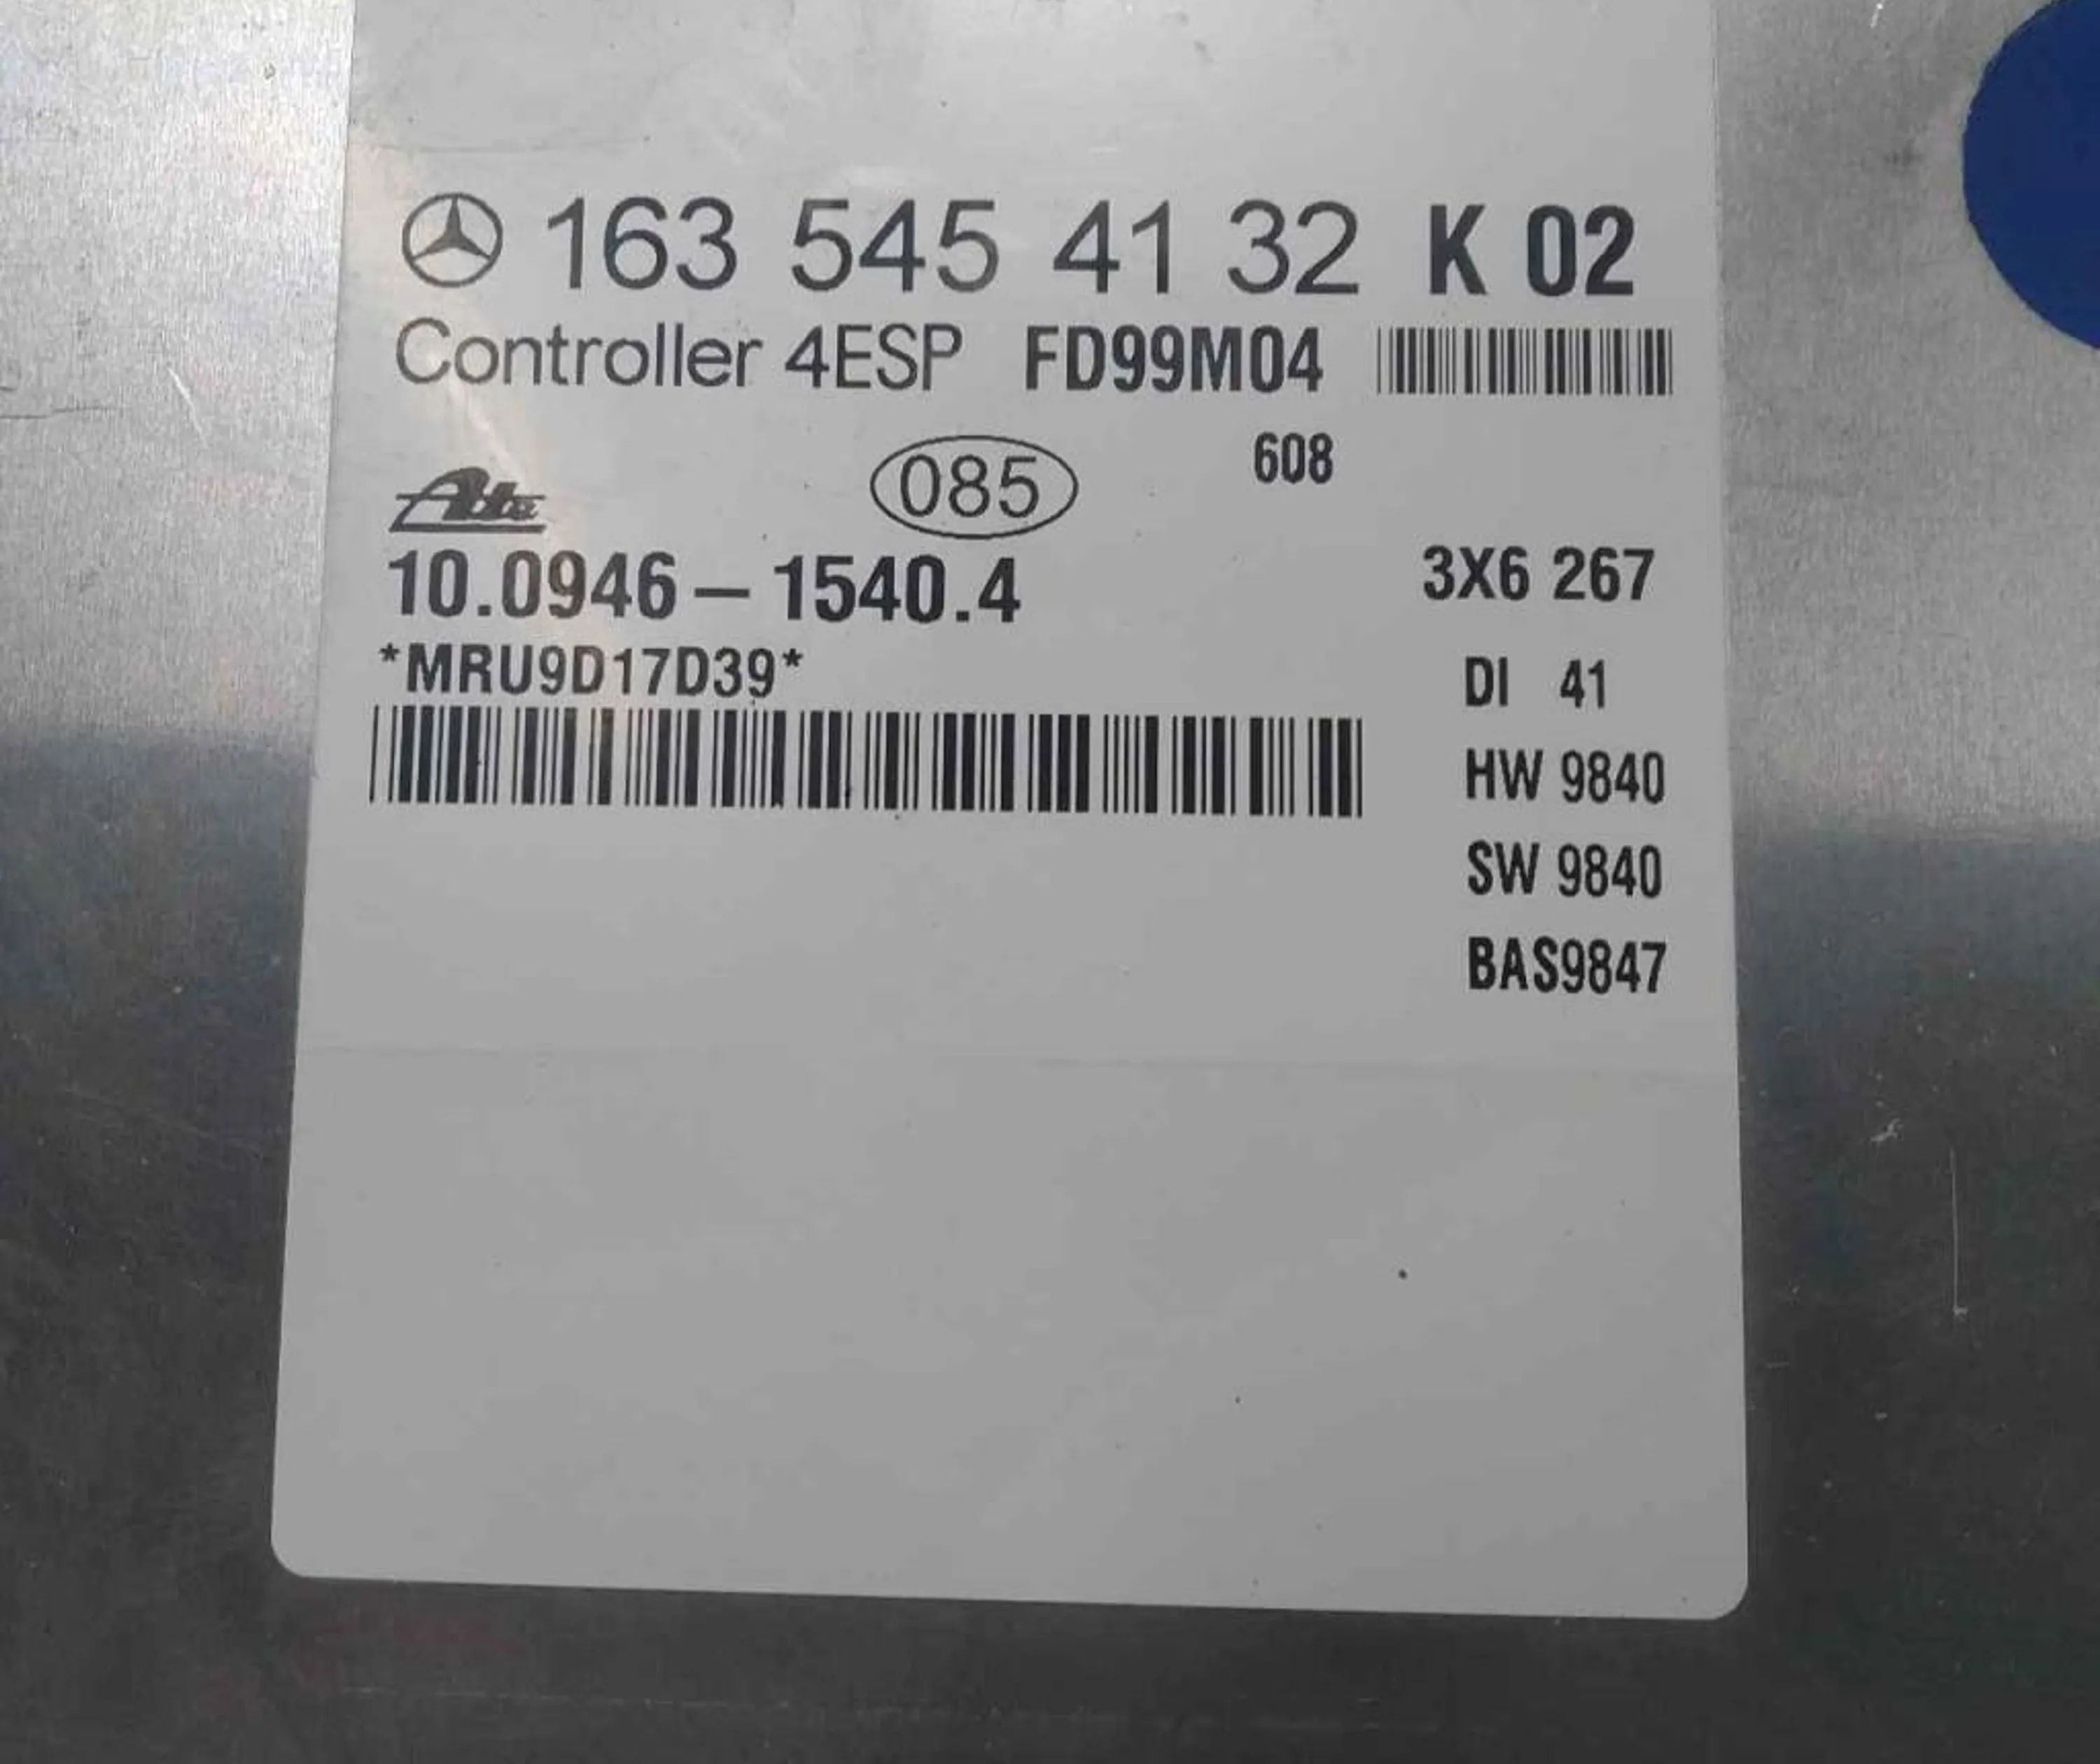 163 545 41 32 K 02
Controller 4ESP FD99M04
608
Ate 085
10.0946-1540.4 3X6 267
*MRU9D17D39* DI 41
HW 9840
SW 9840
BAS9847